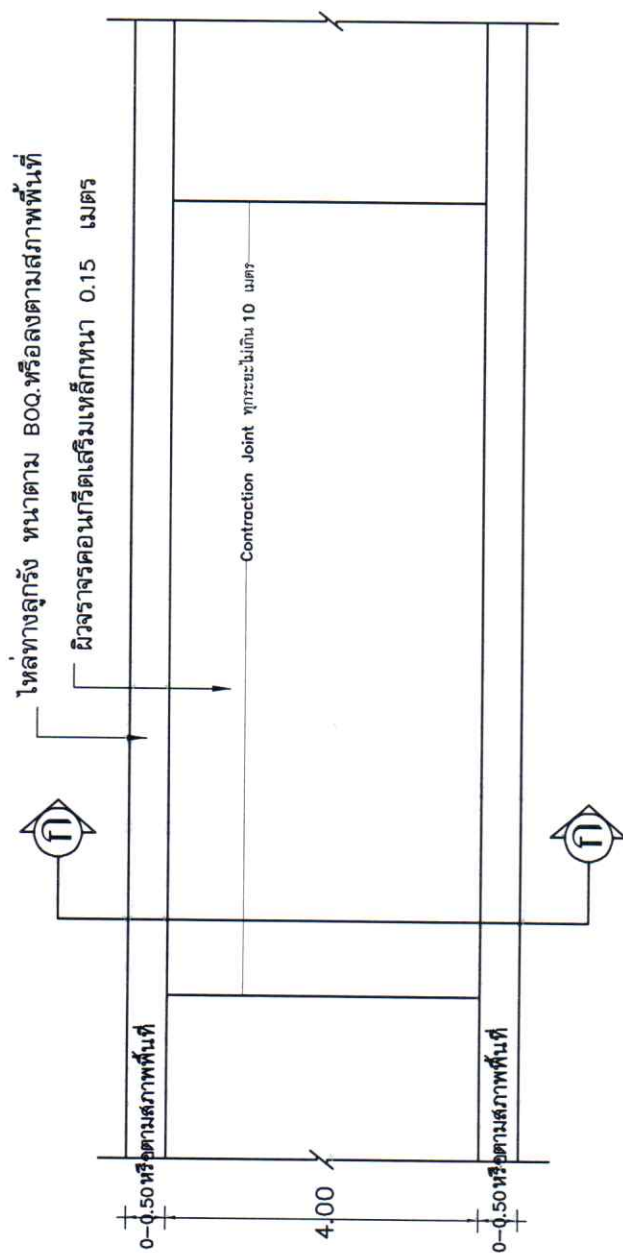 ไหล่ทางลูกรัง หนาตาม BOQ.หรือลงตามสภาพพื้นที่
ผิวจราจรคอนกรีตเสริมเหล็กหนา 0.15 เมตร
Contraction Joint ทุกระยะไม่เกิน 10 เมตร
ก
ก
0-0.50หรือตามสภาพพื้นที่
4.00
0-0.50หรือตามสภาพพื้นที่